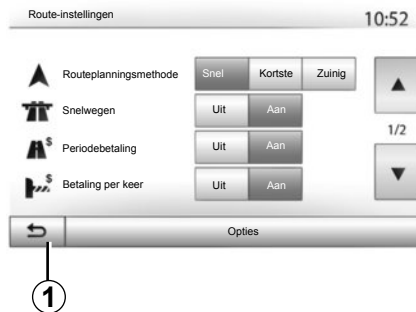 Route-instellingen 10:52
Routeplanningsmethode Snel Kortste Zuinig
Snelwegen Uit Aan
$ Periodebetaling Uit Aan
1/2
$ Betaling per keer Uit Aan
Opties
1